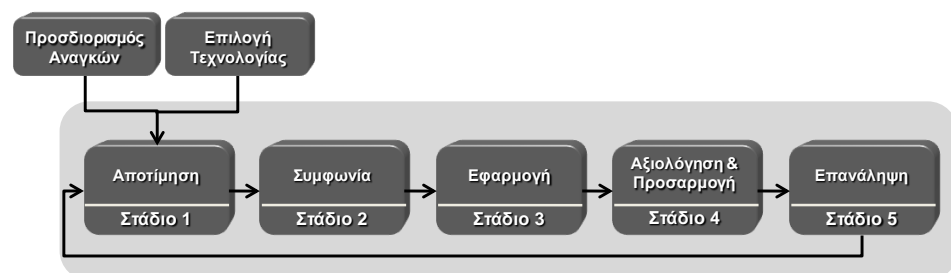 Προσδιορισμός
Αναγκών
Επιλογή
Τεχνολογίας
Αποτίμηση
Στάδιο 1
Συμφωνία
Στάδιο 2
Εφαρμογή
Στάδιο 3
Αξιολόγηση &
Προσαρμογή
Στάδιο 4
Επανάληψη
Στάδιο 5